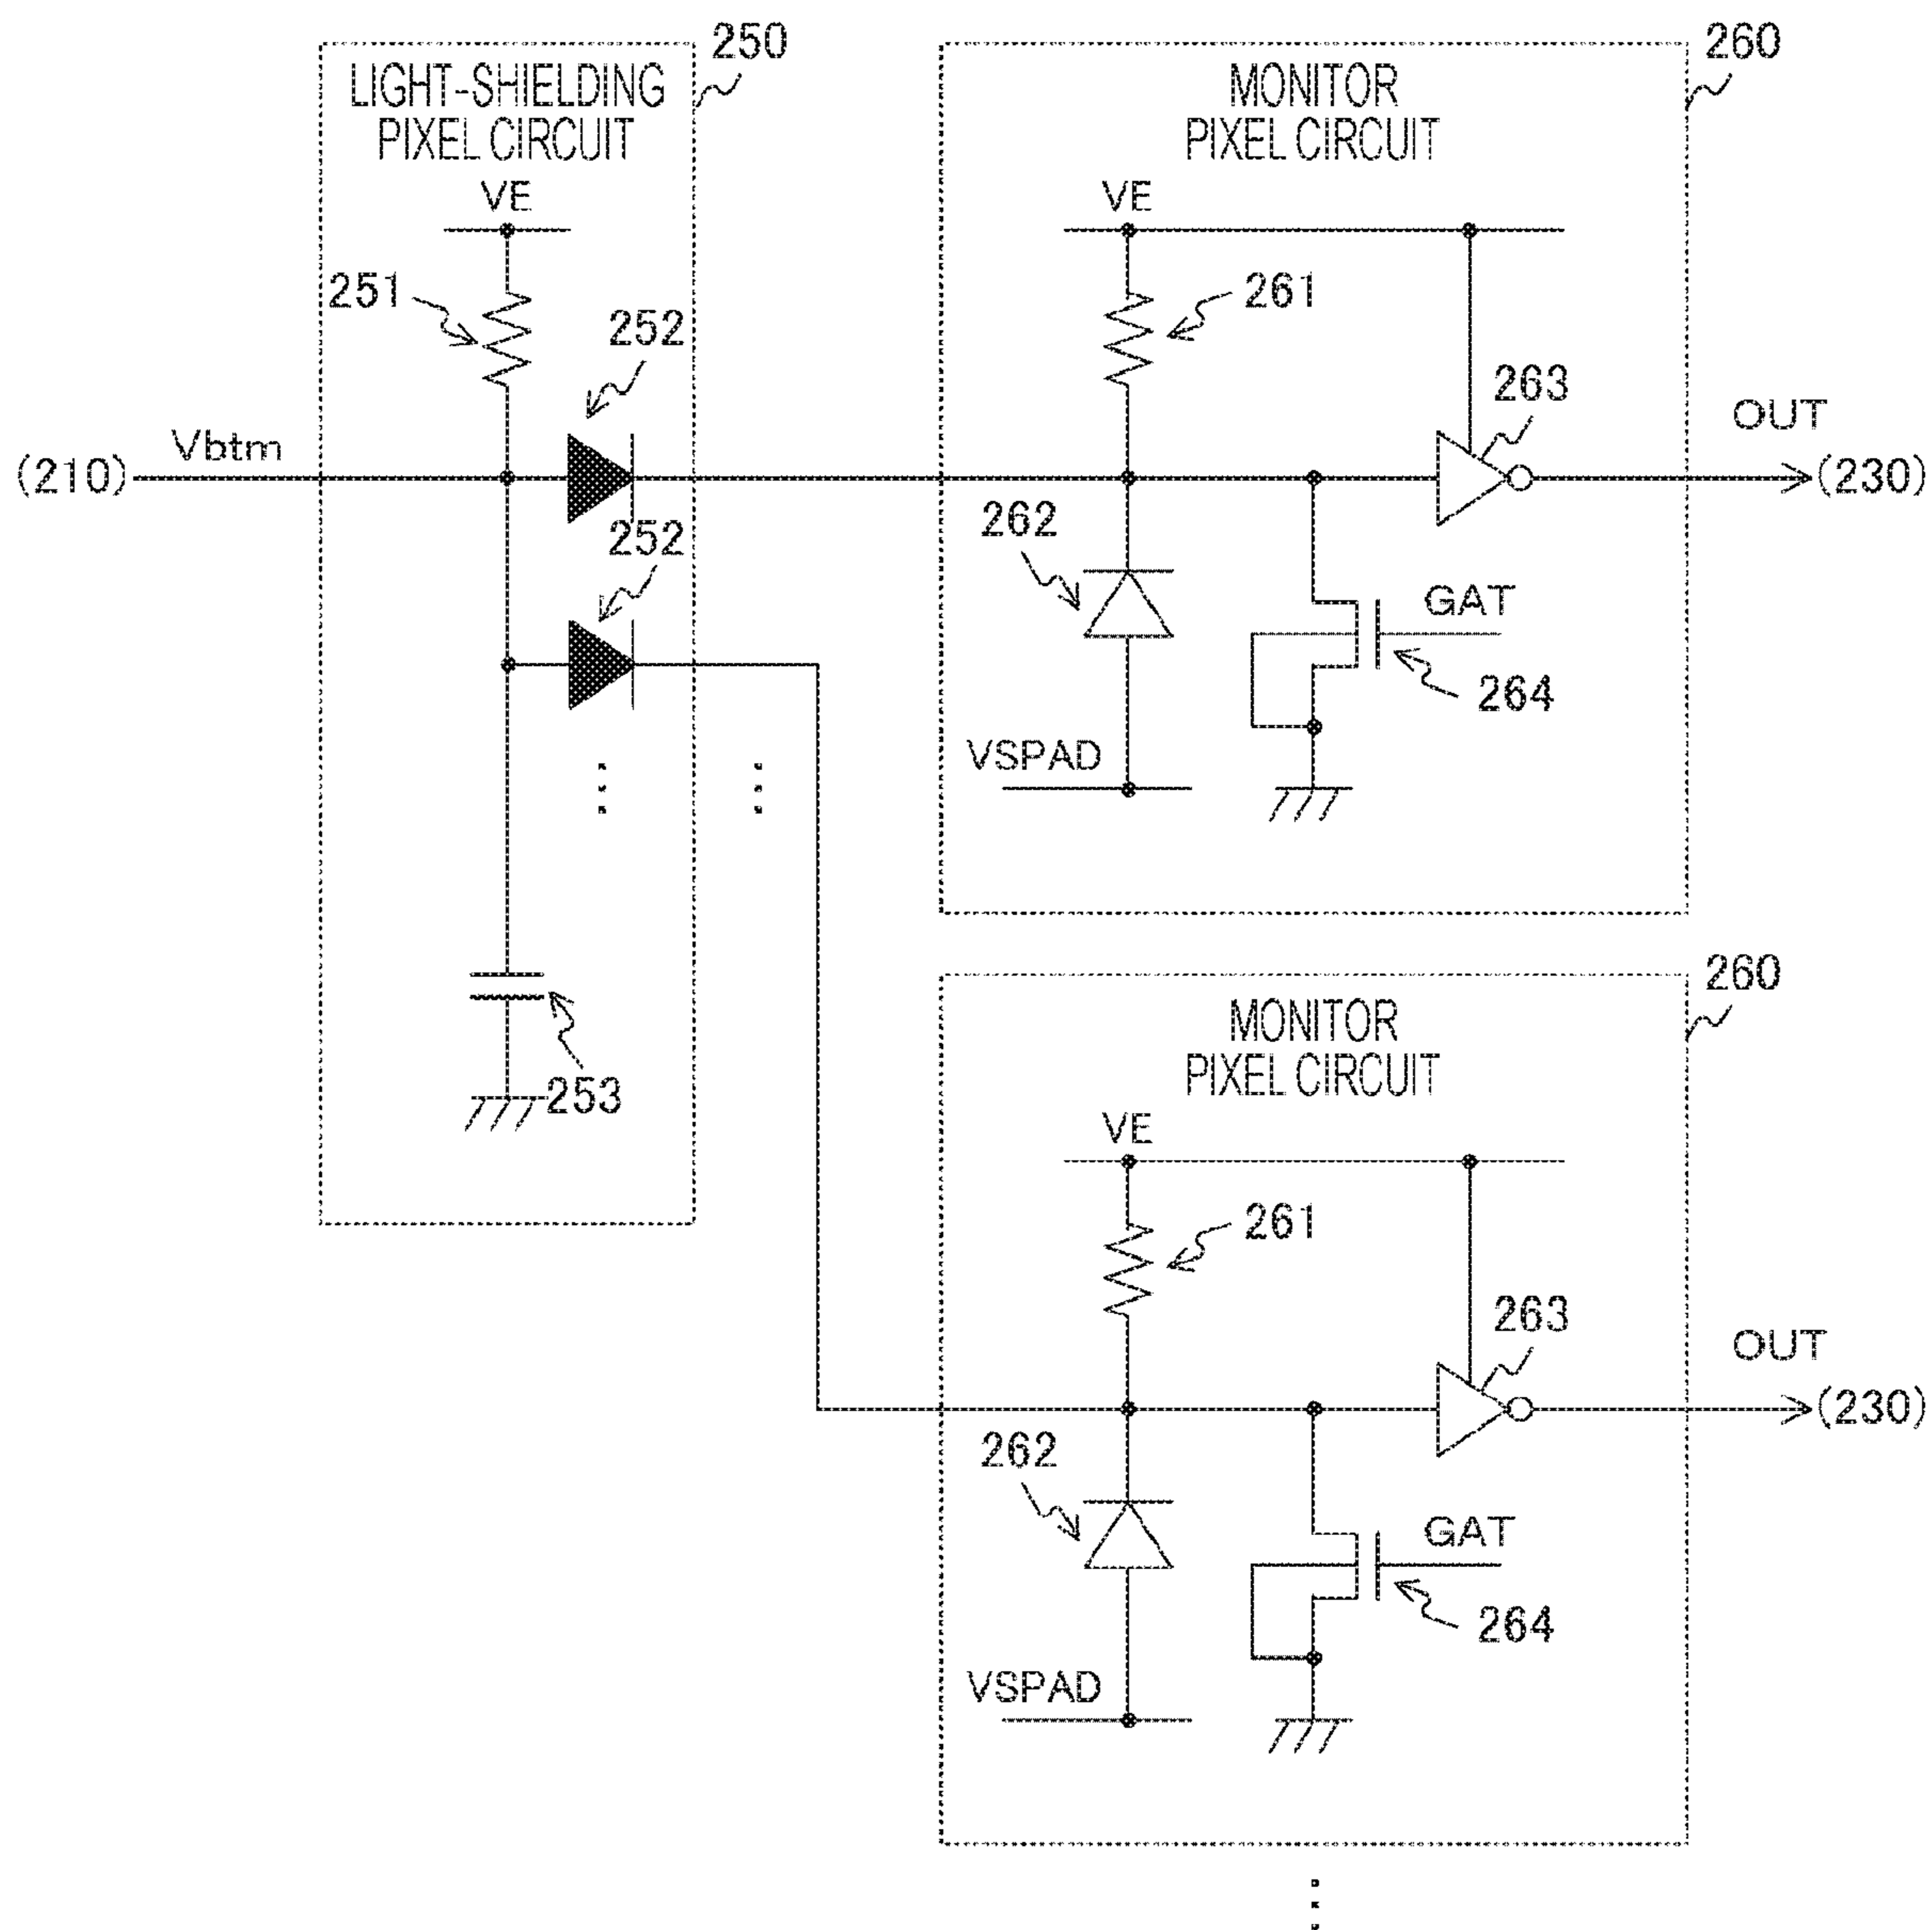 250
LIGHT-SHIELDING
PIXEL CIRCUIT
VE
251
252
Vbtm
(210)
252
253
260
MONITOR
PIXEL CIRCUIT
VE
261
263
OUT
(230)
262
GAT
264
VSPAD
260
MONITOR
PIXEL CIRCUIT
VE
261
263
OUT
(230)
262
GAT
264
VSPAD